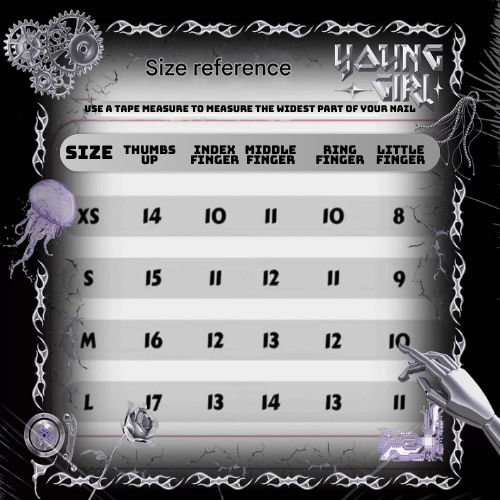 YOUNG
GIRL
Size reference
USE A TAPE MEASURE TO MEASURE THE WIDEST PART OF YOUR NAIL
SIZE THUMBS UP INDEX FINGER MIDDLE FINGER RING FINGER LITTLE FINGER
XS 14 10 11 10 8
S 15 11 12 11 9
M 16 12 13 12 10
L 17 13 14 13 11